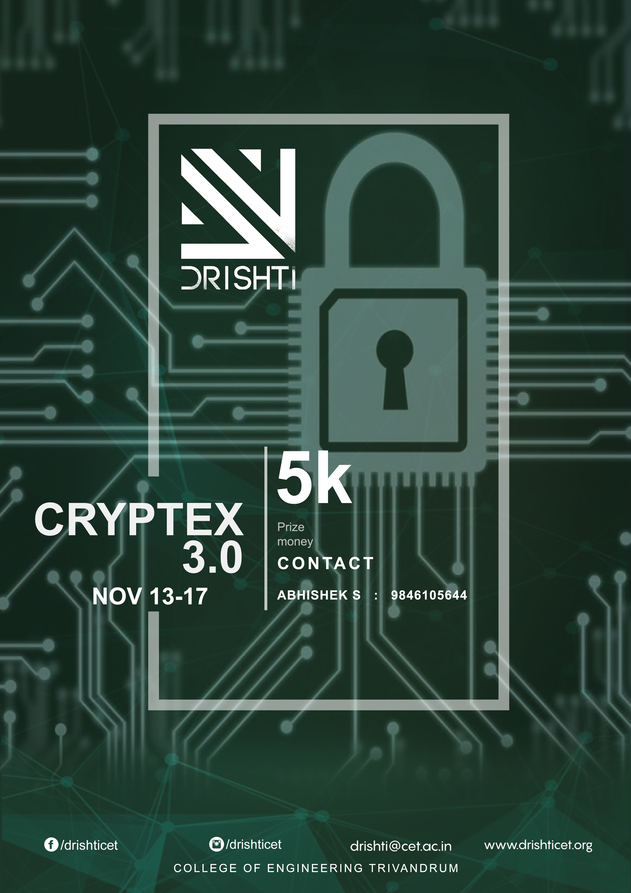 DRISHTI
5k
Prize
money
CRYPTEX
3.0
NOV 13-17
CONTACT
ABHISHEK S : 9846105644
/drishticet
/drishticet
drishti@cet.ac.in
www.drishticet.org
COLLEGE OF ENGINEERING TRIVANDRUM